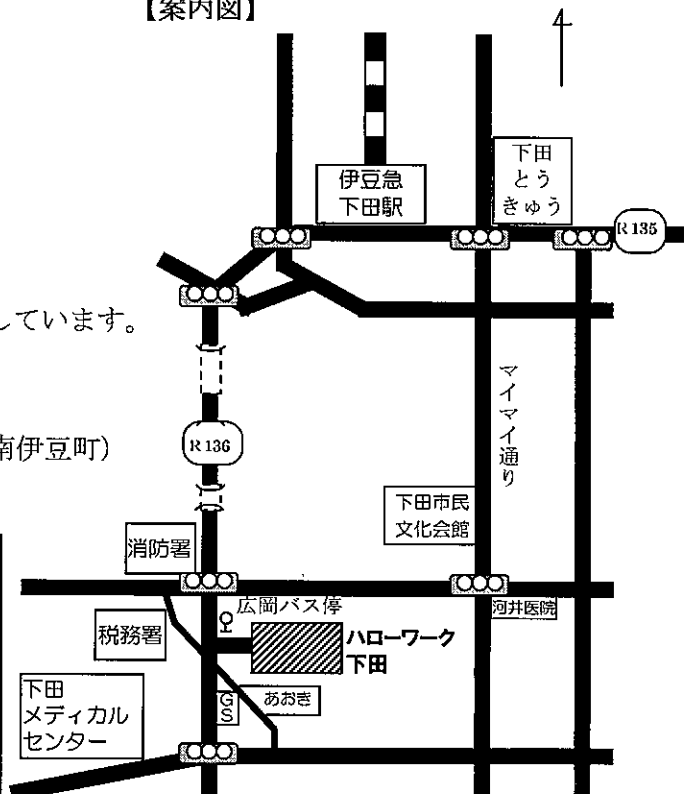 【案内図】
伊豆急
下田駅
下田
とう
きゅう
R 135
しています。
R 136
南伊豆町）
マイマイ通り
下田市民
文化会館
消防署
広岡バス停
河井医院
税務署
ハローワーク
下田
下田
メディカル
センター
GS
あおき